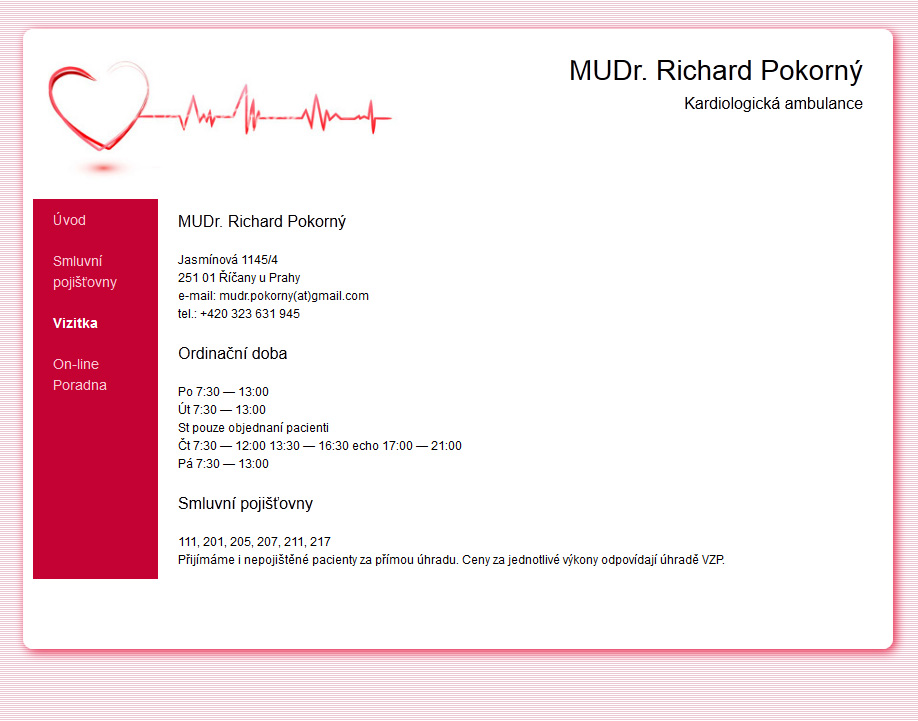 MUDr. Richard Pokorný
Kardiologická ambulance
Úvod
Smluvní
pojišťovny
Vizitka
On-line
Poradna
MUDr. Richard Pokorný
Jasmínová 1145/4
251 01 Říčany u Prahy
e-mail: mudr.pokorny(at)gmail.com
tel.: +420 323 631 945
Ordinační doba
Po 7:30 — 13:00
Út 7:30 — 13:00
St pouze objednaní pacienti
Čt 7:30 — 12:00 13:30 — 16:30 echo 17:00 — 21:00
Pá 7:30 — 13:00
Smluvní pojišťovny
111, 201, 205, 207, 211, 217
Přijímáme i nepojištěné pacienty za přímou úhradu. Ceny za jednotlivé výkony odpovídají úhradě VZP.